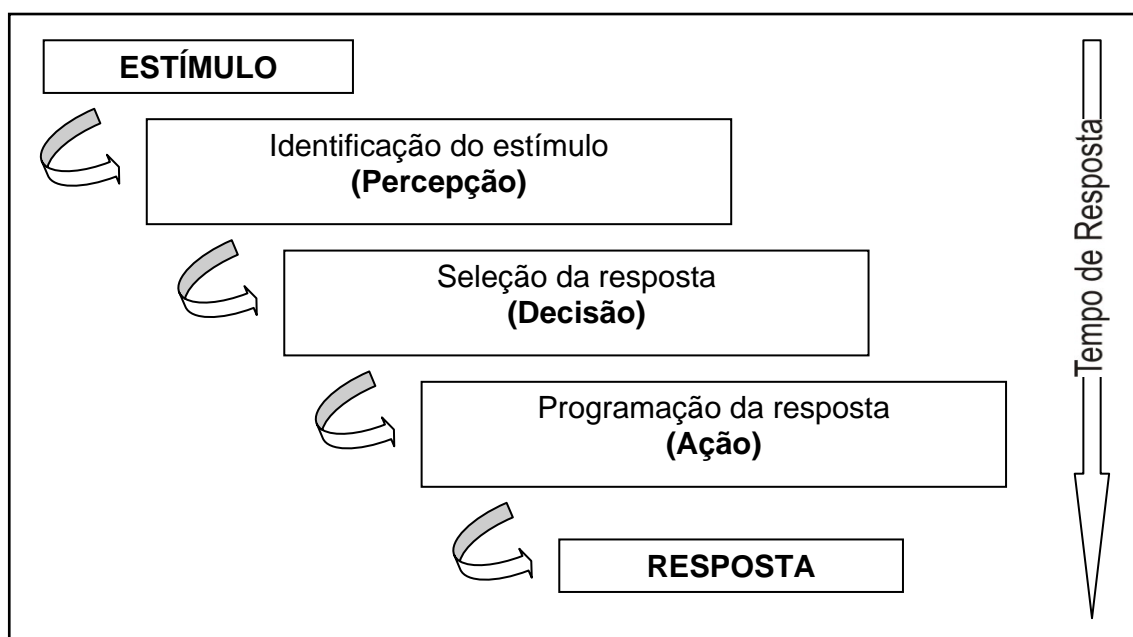 ESTÍMULO
Identificação do estímulo
(Percepção)
Seleção da resposta
(Decisão)
Programação da resposta
(Ação)
RESPOSTA
Tempo de Resposta